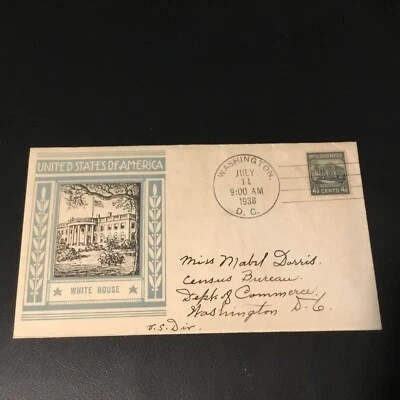 UNITED STATES OF AMERICA
WHITE HOUSE
WASHINGTON,
JULY
11
9:00 AM
1938
D. C.
4½ CENTS 4½
Miss Mabel Dorris.
Census Bureau.
Dept. of Commerce,
Washington D. C.
U.S. Div.